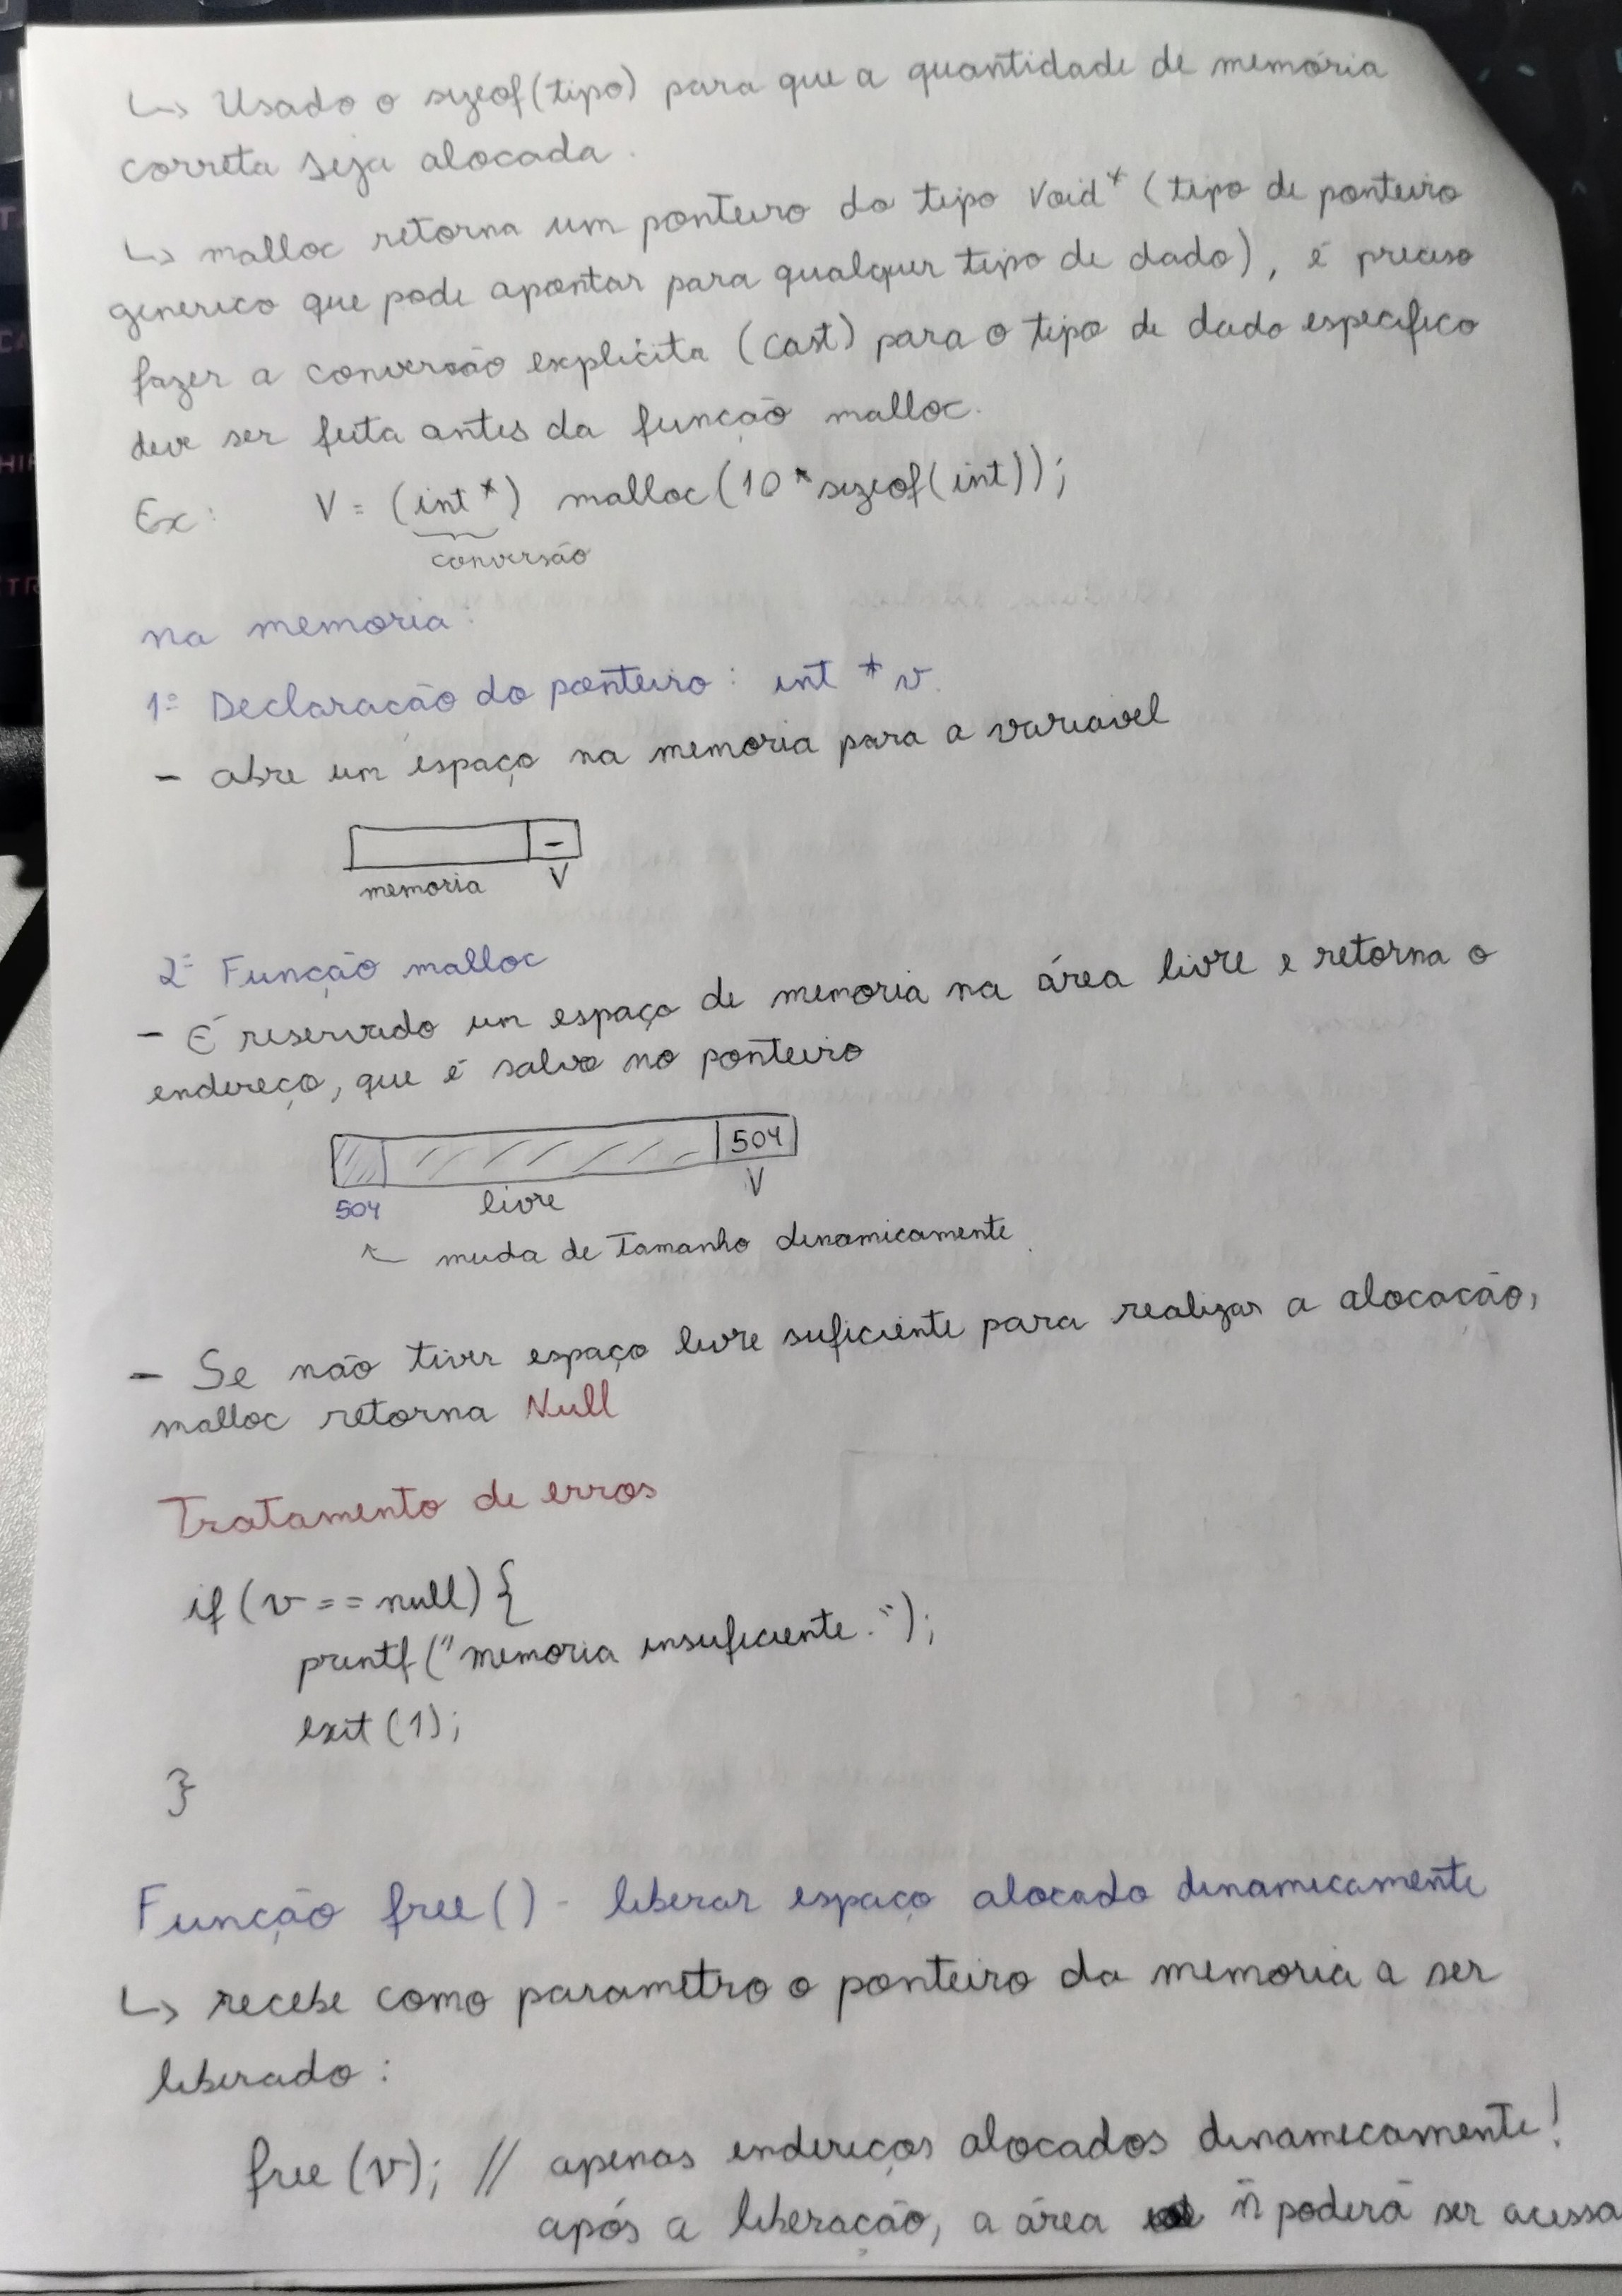 ↳ Usado o sizeof(tipo) para que a quantidade de memória
correta seja alocada.
↳ malloc retorna um ponteiro do tipo Void* (tipo de ponteiro
generico que pode apontar para qualquer tipo de dado), é preciso
fazer a conversão explícita (cast) para o tipo de dado especifico
deve ser feita antes da função malloc.
Ex: V = (int *) malloc(10 * sizeof(int));
conversão
na memoria:
1º Declaração do ponteiro: int * v.
- abre um espaço na memoria para a variavel
-
memoria V
2º Função malloc
- É reservado um espaço de memoria na área livre e retorna o
endereço, que é salvo no ponteiro
504
504 livre V
↖ muda de Tamanho dinamicamente.
- Se não tiver espaço livre suficiente para realizar a alocação,
malloc retorna Null
Tratamento de erros
if (v == null) {
printf("memoria insuficiente.");
exit (1);
}
Função free() - liberar espaço alocado dinamicamente
↳ recebe como parametro o ponteiro da memoria a ser
liberado:
free (v); // apenas endereços alocados dinamicamente!
após a liberação, a área ñ poderá ser acessa